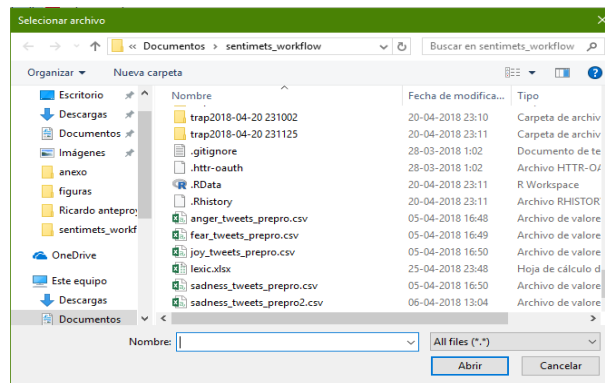 Selecionar archivo
« Documentos > sentimets_workflow
Buscar en sentimets_workflow
Organizar
Nueva carpeta
Escritorio
Descargas
Documentos
Imágenes
anexo
figuras
Ricardo antepro
sentimets_workf
OneDrive
Este equipo
Descargas
Documentos
Nombre Fecha de modifica... Tipo
trap2018-04-20 231002 20-04-2018 23:10 Carpeta de archiv
trap2018-04-20 231125 20-04-2018 23:11 Carpeta de archiv
.gitignore 28-03-2018 1:02 Documento de te
.httr-oauth 28-03-2018 1:02 Archivo HTTR-OA
.RData 20-04-2018 23:11 R Workspace
.Rhistory 20-04-2018 23:11 Archivo RHISTOR
anger_tweets_prepro.csv 05-04-2018 16:48 Archivo de valore
fear_tweets_prepro.csv 05-04-2018 16:49 Archivo de valore
joy_tweets_prepro.csv 05-04-2018 16:50 Archivo de valore
lexic.xlsx 25-04-2018 23:48 Hoja de cálculo d
sadness_tweets_prepro.csv 05-04-2018 16:50 Archivo de valore
sadness_tweets_prepro2.csv 06-04-2018 13:04 Archivo de valore
Nombre:
All files (*.*)
Abrir
Cancelar